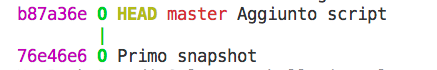 b87a36e O HEAD master Aggiunto script
|
76e46e6 O Primo snapshot